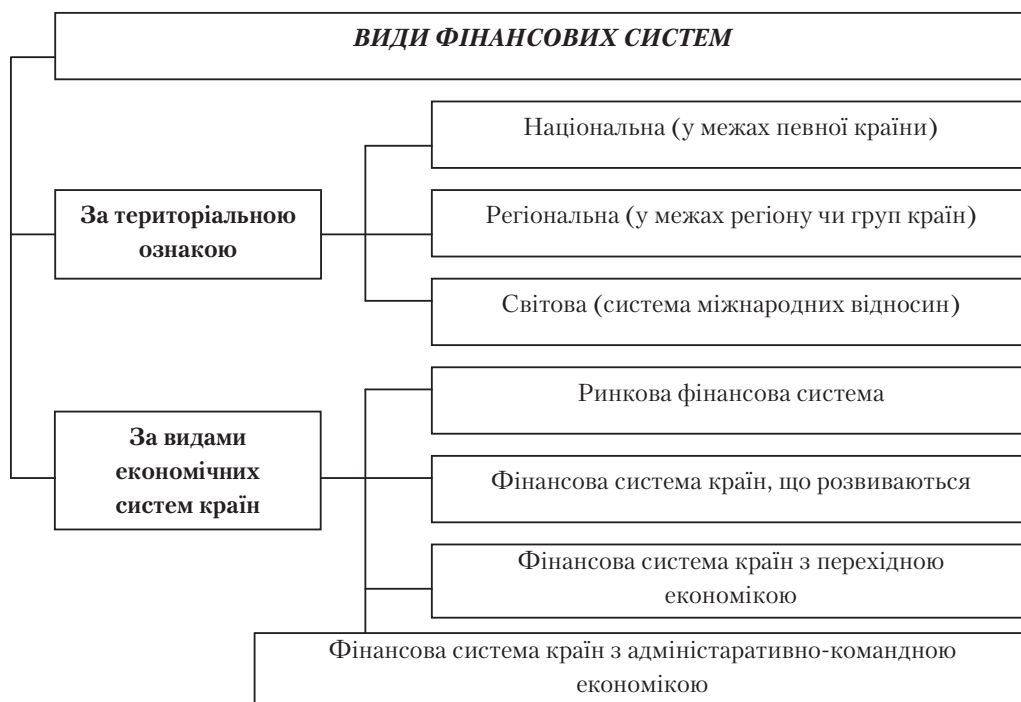 ВИДИ ФІНАНСОВИХ СИСТЕМ
Національна (у межах певної країни)
За територіальною
ознакою
Регіональна (у межах регіону чи груп країн)
Світова (система міжнародних відносин)
Ринкова фінансова система
За видами
економічних
систем країн
Фінансова система країн, що розвиваються
Фінансова система країн з перехідною
економікою
Фінансова система країн з адміністаративно-командною
економікою